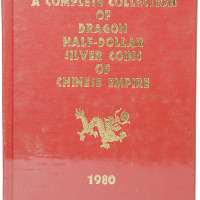 A COMPLETE COLLECTION
OF
DRAGON
HALF-DOLLAR
SILVER COINS
OF
CHINESE EMPIRE
1980